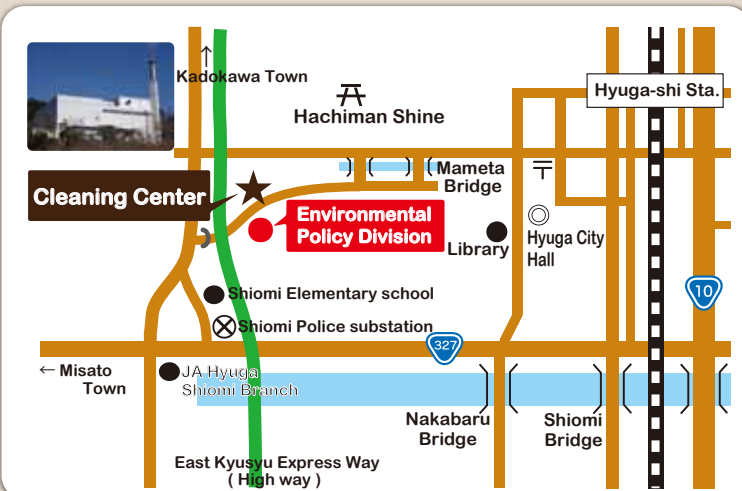 ↑
Kadokawa Town
Hyuga-shi Sta.
Hachiman Shine
Mameta
Bridge
〒
Cleaning Center
Environmental
Policy Division
Library
Hyuga City
Hall
10
Shiomi Elementary school
Shiomi Police substation
327
← Misato
Town
JA Hyuga
Shiomi Branch
Nakabaru
Bridge
Shiomi
Bridge
East Kyusyu Express Way
( High way )